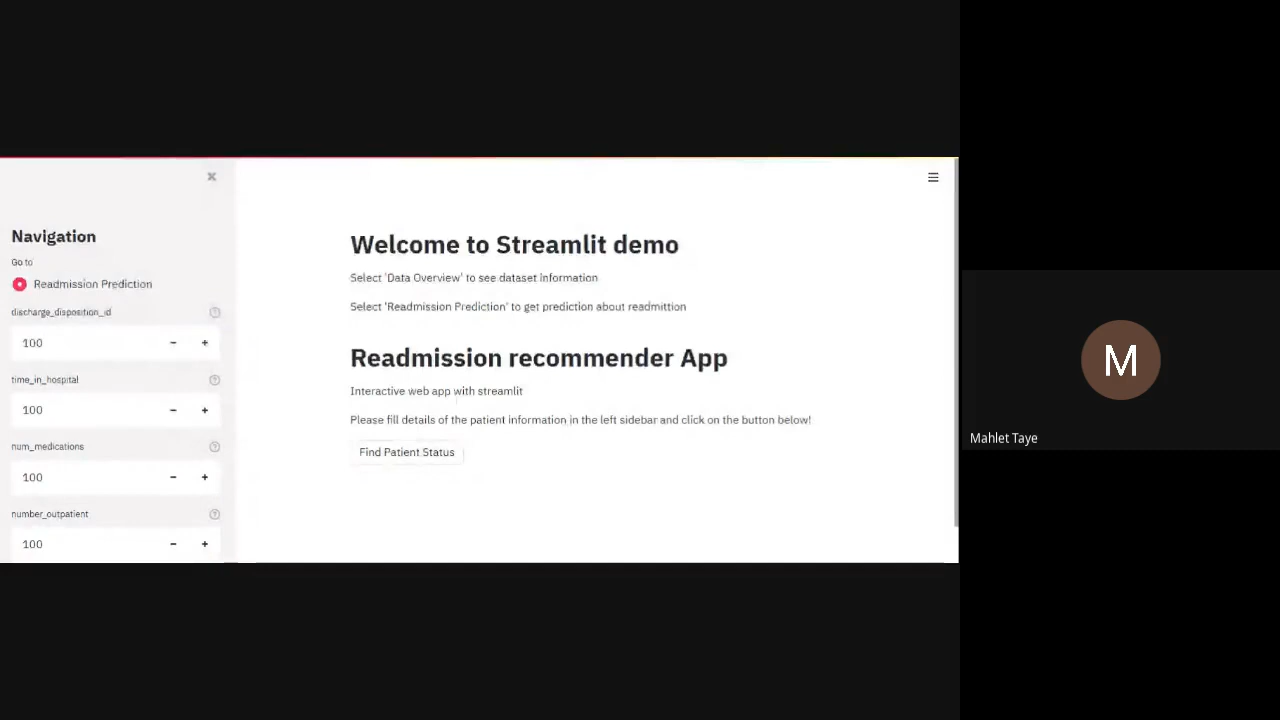 Navigation
Go to
Readmission Prediction
discharge_disposition_id
100
time_in_hospital
100
num_medications
100
number_outpatient
100
Welcome to Streamlit demo
Select 'Data Overview' to see dataset information
Select 'Readmission Prediction' to get prediction about readmittion
Readmission recommender App
Interactive web app with streamlit
Please fill details of the patient information in the left sidebar and click on the button below!
Find Patient Status
M
Mahlet Taye